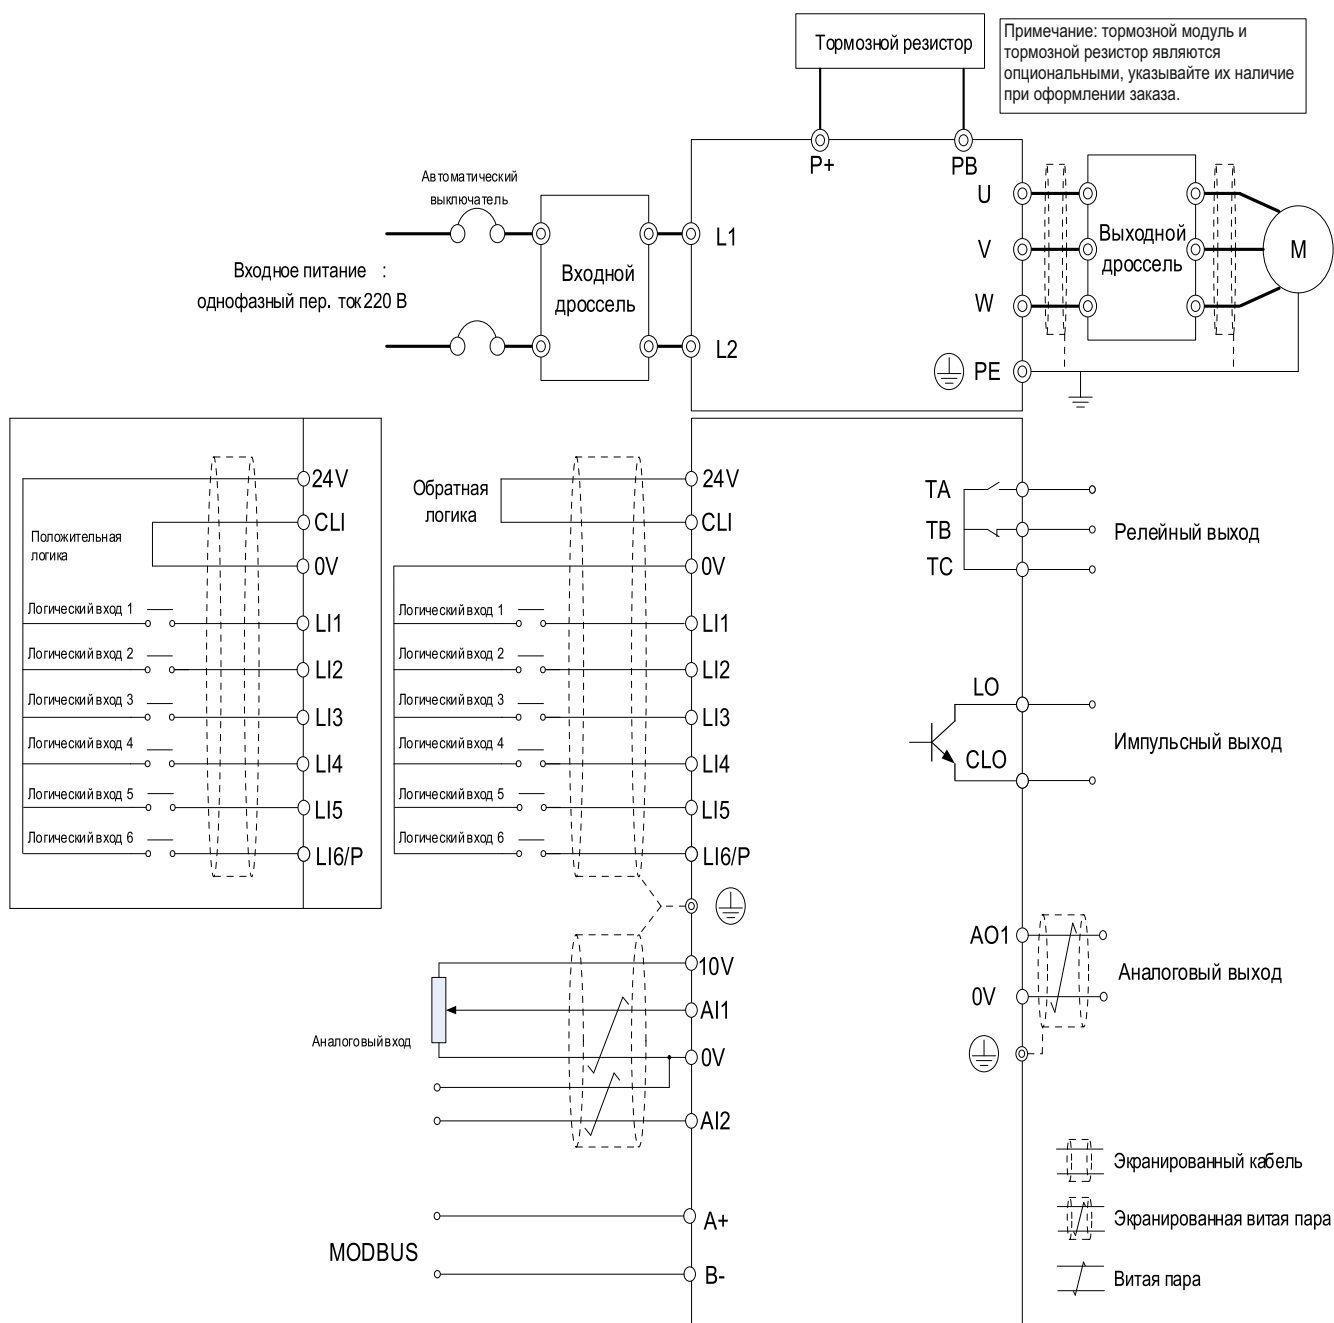 Тормозной резистор
Примечание: тормозной модуль и
тормозной резистор являются
опциональными, указывайте их наличие
при оформлении заказа.
P+
PB
Автоматический
выключатель
Входное питание :
однофазный пер. ток 220 В
Входной
дроссель
L1
L2
U
V
W
PE
Выходной
дроссель
M
24V
CLI
0V
Положительная
логика
Логический вход 1
LI1
Логический вход 2
LI2
Логический вход 3
LI3
Логический вход 4
LI4
Логический вход 5
LI5
Логический вход 6
LI6/P
Обратная
логика
24V
CLI
0V
Логический вход 1
LI1
Логический вход 2
LI2
Логический вход 3
LI3
Логический вход 4
LI4
Логический вход 5
LI5
Логический вход 6
LI6/P
10V
AI1
Аналоговый вход
0V
AI2
A+
MODBUS
B-
TA
TB
TC
Релейный выход
LO
CLO
Импульсный выход
AO1
0V
Аналоговый выход
Экранированный кабель
Экранированная витая пара
Витая пара